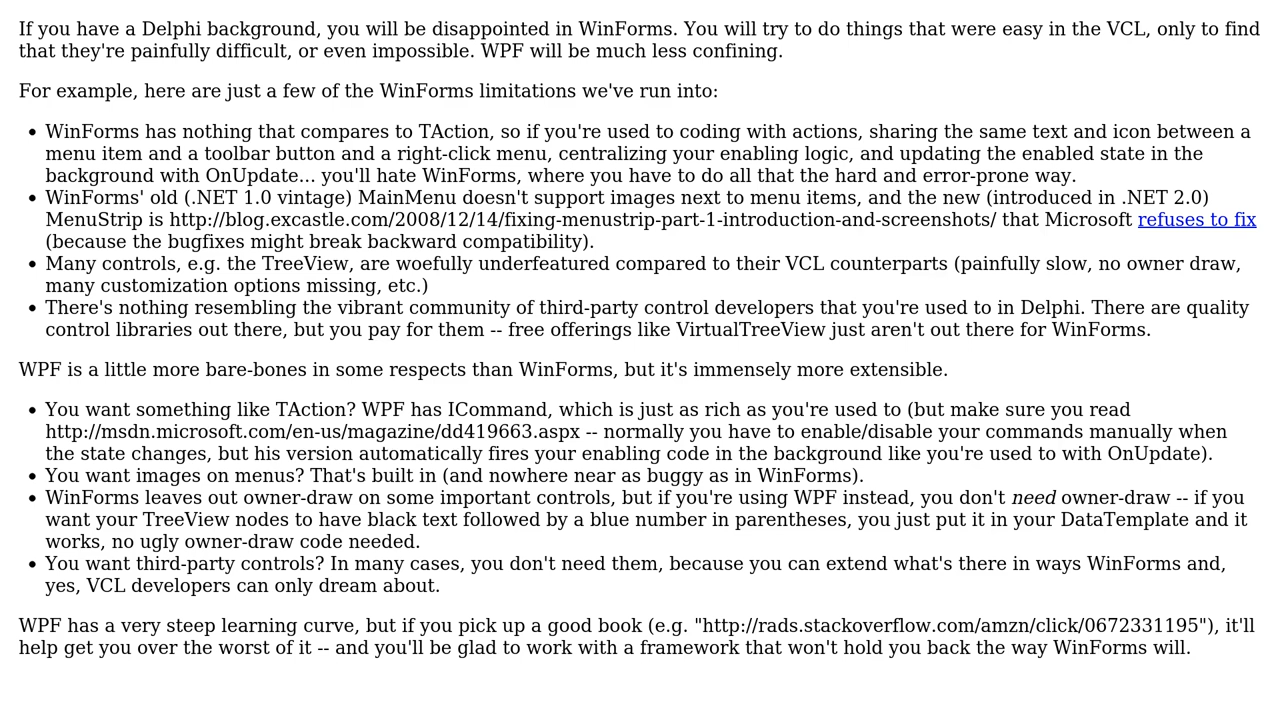 If you have a Delphi background, you will be disappointed in WinForms. You will try to do things that were easy in the VCL, only to find
that they're painfully difficult, or even impossible. WPF will be much less confining.
For example, here are just a few of the WinForms limitations we've run into:
• WinForms has nothing that compares to TAction, so if you're used to coding with actions, sharing the same text and icon between a
menu item and a toolbar button and a right-click menu, centralizing your enabling logic, and updating the enabled state in the
background with OnUpdate... you'll hate WinForms, where you have to do all that the hard and error-prone way.
• WinForms' old (.NET 1.0 vintage) MainMenu doesn't support images next to menu items, and the new (introduced in .NET 2.0)
MenuStrip is http://blog.excastle.com/2008/12/14/fixing-menustrip-part-1-introduction-and-screenshots/ that Microsoft refuses to fix
(because the bugfixes might break backward compatibility).
• Many controls, e.g. the TreeView, are woefully underfeatured compared to their VCL counterparts (painfully slow, no owner draw,
many customization options missing, etc.)
• There's nothing resembling the vibrant community of third-party control developers that you're used to in Delphi. There are quality
control libraries out there, but you pay for them -- free offerings like VirtualTreeView just aren't out there for WinForms.
WPF is a little more bare-bones in some respects than WinForms, but it's immensely more extensible.
• You want something like TAction? WPF has ICommand, which is just as rich as you're used to (but make sure you read
http://msdn.microsoft.com/en-us/magazine/dd419663.aspx -- normally you have to enable/disable your commands manually when
the state changes, but his version automatically fires your enabling code in the background like you're used to with OnUpdate).
• You want images on menus? That's built in (and nowhere near as buggy as in WinForms).
• WinForms leaves out owner-draw on some important controls, but if you're using WPF instead, you don't need owner-draw -- if you
want your TreeView nodes to have black text followed by a blue number in parentheses, you just put it in your DataTemplate and it
works, no ugly owner-draw code needed.
• You want third-party controls? In many cases, you don't need them, because you can extend what's there in ways WinForms and,
yes, VCL developers can only dream about.
WPF has a very steep learning curve, but if you pick up a good book (e.g. "http://rads.stackoverflow.com/amzn/click/0672331195"), it'll
help get you over the worst of it -- and you'll be glad to work with a framework that won't hold you back the way WinForms will.